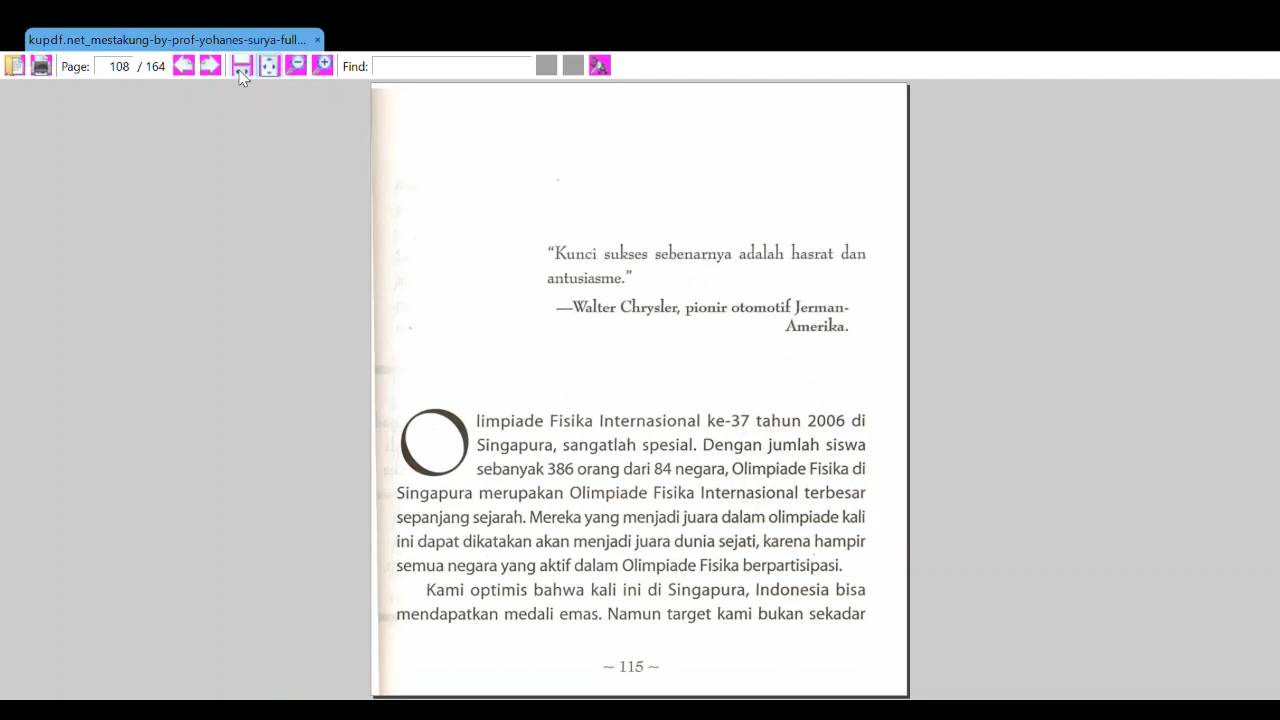 kupdf.net_mestakung-by-prof-yohanes-surya-full... ×
Page: 108 / 164 Find:
“Kunci sukses sebenarnya adalah hasrat dan
antusiasme.”
—Walter Chrysler, pionir otomotif Jerman-
Amerika.
Olimpiade Fisika Internasional ke-37 tahun 2006 di
Singapura, sangatlah spesial. Dengan jumlah siswa
sebanyak 386 orang dari 84 negara, Olimpiade Fisika di
Singapura merupakan Olimpiade Fisika Internasional terbesar
sepanjang sejarah. Mereka yang menjadi juara dalam olimpiade kali
ini dapat dikatakan akan menjadi juara dunia sejati, karena hampir
semua negara yang aktif dalam Olimpiade Fisika berpartisipasi.
Kami optimis bahwa kali ini di Singapura, Indonesia bisa
mendapatkan medali emas. Namun target kami bukan sekadar
~ 115 ~